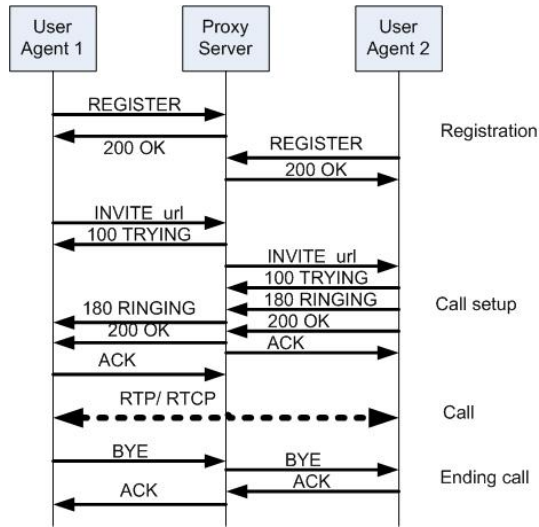 User
Agent 1
Proxy
Server
User
Agent 2
REGISTER
200 OK
REGISTER
200 OK
Registration
INVITE url
100 TRYING
INVITE url
100 TRYING
180 RINGING
180 RINGING
200 OK
200 OK
ACK
ACK
Call setup
RTP/ RTCP
Call
BYE
BYE
ACK
ACK
Ending call